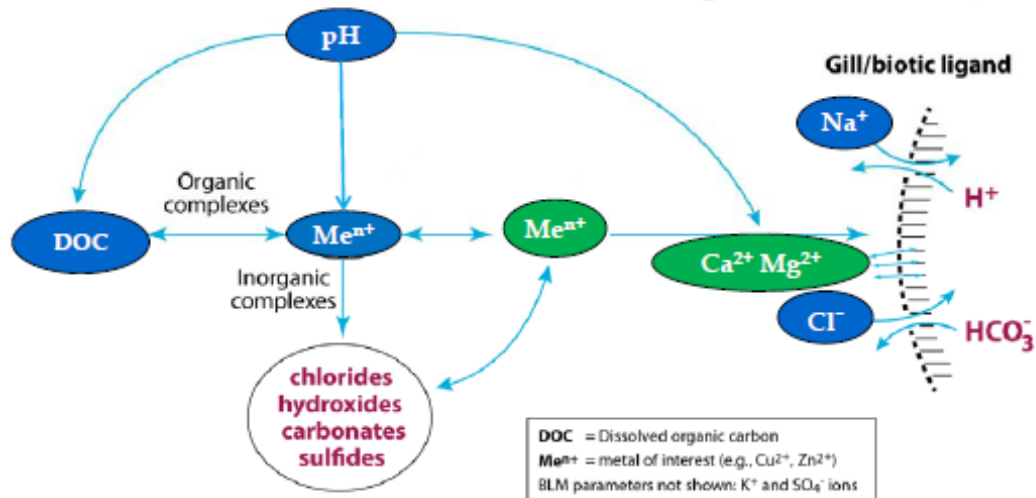 pH
Gill/biotic ligand
Na⁺
H⁺
Organic
complexes
DOC
Meⁿ⁺
Meⁿ⁺
Ca²⁺ Mg²⁺
Inorganic
complexes
Cl⁻
HCO₃⁻
chlorides
hydroxides
carbonates
sulfides
DOC = Dissolved organic carbon
Meⁿ⁺ = metal of interest (e.g., Cu²⁺, Zn²⁺)
BLM parameters not shown: K⁺ and SO₄⁻ ions